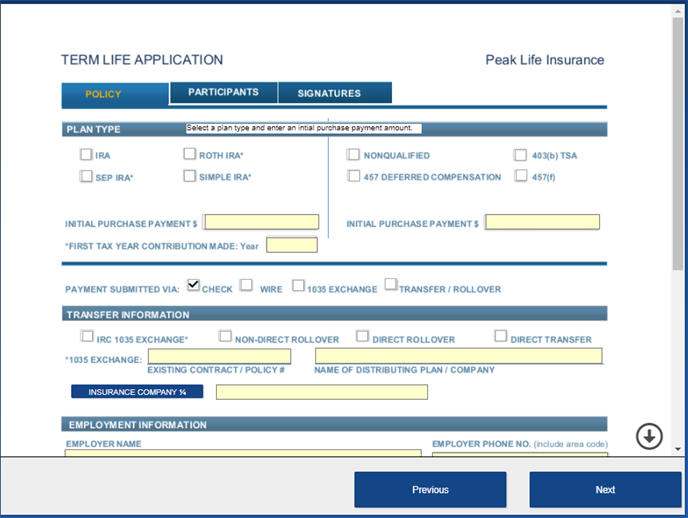 TERM LIFE APPLICATION Peak Life Insurance
POLICY PARTICIPANTS SIGNATURES
PLAN TYPE Select a plan type and enter an intial purchase payment amount.
IRA ROTH IRA* NONQUALIFIED 403(b) TSA
SEP IRA* SIMPLE IRA* 457 DEFERRED COMPENSATION 457(f)
INITIAL PURCHASE PAYMENT $ INITIAL PURCHASE PAYMENT $
*FIRST TAX YEAR CONTRIBUTION MADE: Year
PAYMENT SUBMITTED VIA: CHECK WIRE 1035 EXCHANGE TRANSFER / ROLLOVER
TRANSFER INFORMATION
IRC 1035 EXCHANGE* NON-DIRECT ROLLOVER DIRECT ROLLOVER DIRECT TRANSFER
*1035 EXCHANGE:
EXISTING CONTRACT / POLICY # NAME OF DISTRIBUTING PLAN / COMPANY
INSURANCE COMPANY ¼
EMPLOYMENT INFORMATION
EMPLOYER NAME EMPLOYER PHONE NO. (include area code)
Previous Next